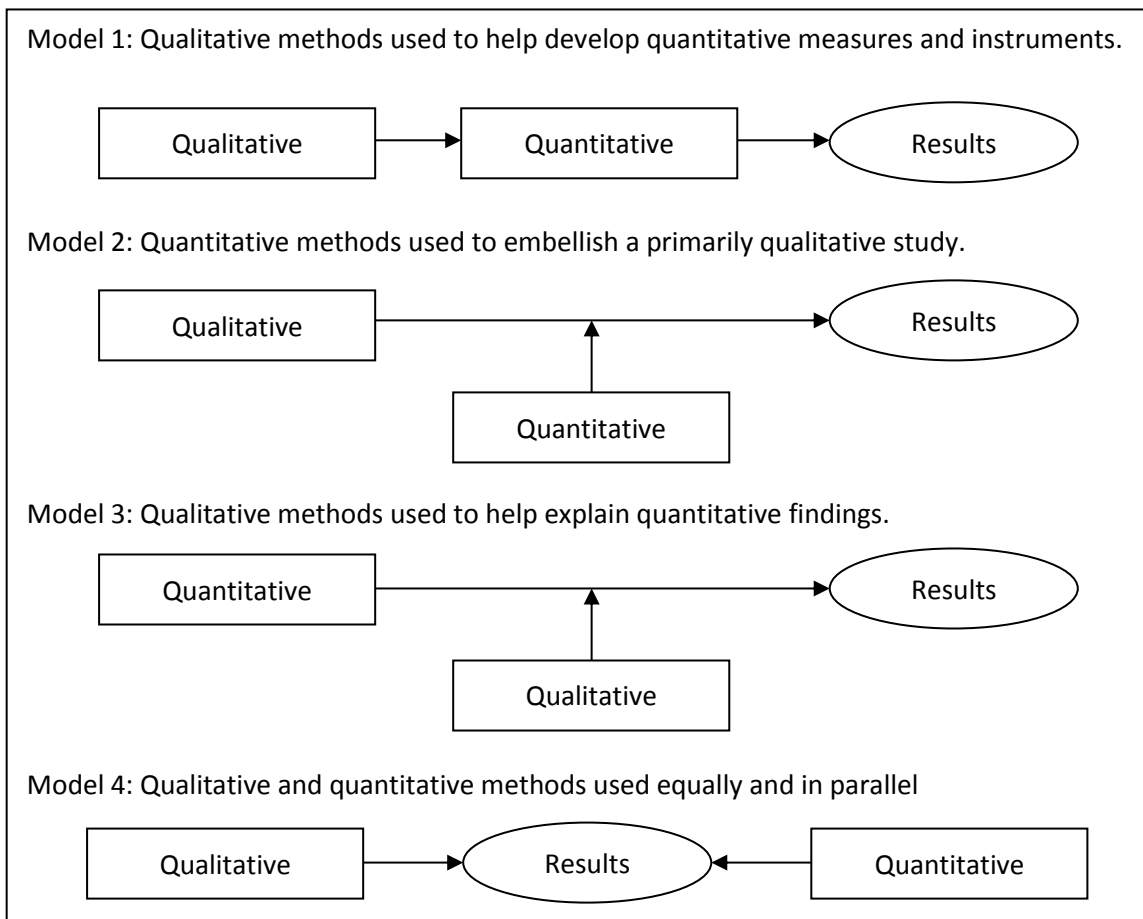 Model 1: Qualitative methods used to help develop quantitative measures and instruments.
Qualitative
Quantitative
Results
Model 2: Quantitative methods used to embellish a primarily qualitative study.
Qualitative
Results
Quantitative
Model 3: Qualitative methods used to help explain quantitative findings.
Quantitative
Results
Qualitative
Model 4: Qualitative and quantitative methods used equally and in parallel
Qualitative
Results
Quantitative